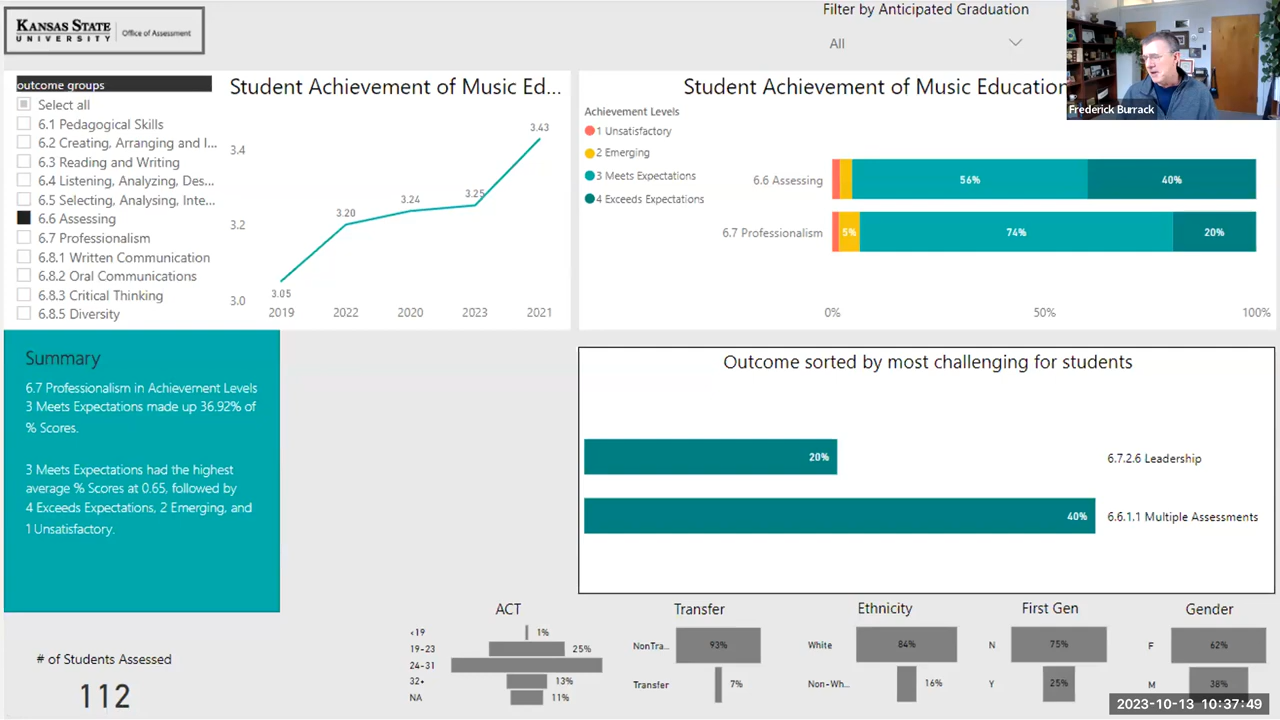 KANSAS STATE
UNIVERSITY
Office of Assessment
Filter by Anticipated Graduation
All
Frederick Burrack
outcome groups
Select all
6.1 Pedagogical Skills
6.2 Creating, Arranging and I...
6.3 Reading and Writing
6.4 Listening, Analyzing, Des...
6.5 Selecting, Analysing, Inte...
6.6 Assessing
6.7 Professionalism
6.8.1 Written Communication
6.8.2 Oral Communications
6.8.3 Critical Thinking
6.8.5 Diversity
Student Achievement of Music Ed...
3.4
3.2
3.0
3.05
3.20
3.24
3.25
3.43
2019
2022
2020
2023
2021
Student Achievement of Music Education
Achievement Levels
1 Unsatisfactory
2 Emerging
3 Meets Expectations
4 Exceeds Expectations
6.6 Assessing
56%
40%
6.7 Professionalism
5%
74%
20%
0%
50%
100%
Summary
6.7 Professionalism in Achievement Levels
3 Meets Expectations made up 36.92% of
% Scores.
3 Meets Expectations had the highest
average % Scores at 0.65, followed by
4 Exceeds Expectations, 2 Emerging, and
1 Unsatisfactory.
Outcome sorted by most challenging for students
20%
6.7.2.6 Leadership
40%
6.6.1.1 Multiple Assessments
# of Students Assessed
112
ACT
<19
1%
19-23
25%
24-31
32+
13%
NA
11%
Transfer
NonTra...
93%
Transfer
7%
Ethnicity
White
84%
Non-Wh...
16%
First Gen
N
75%
Y
25%
Gender
F
62%
M
38%
2023-10-13 10:37:49